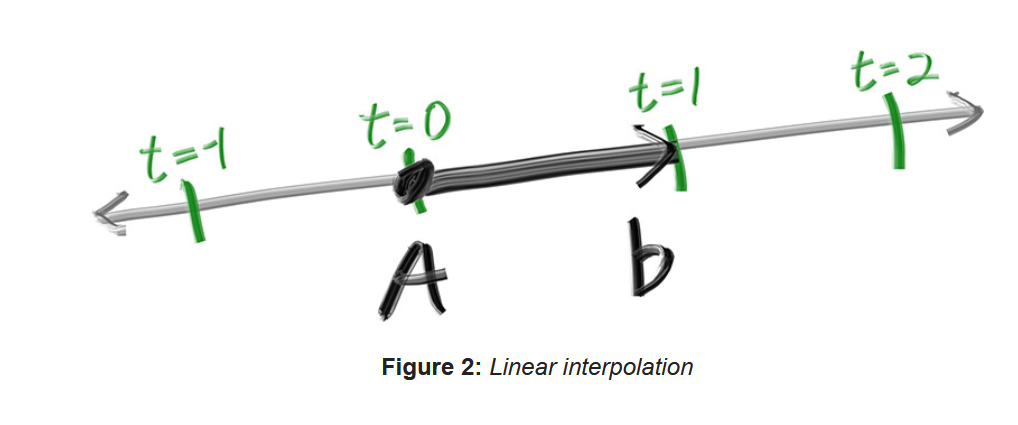 t=-1
t=0
t=1
t=2
A
b
Figure 2: Linear interpolation